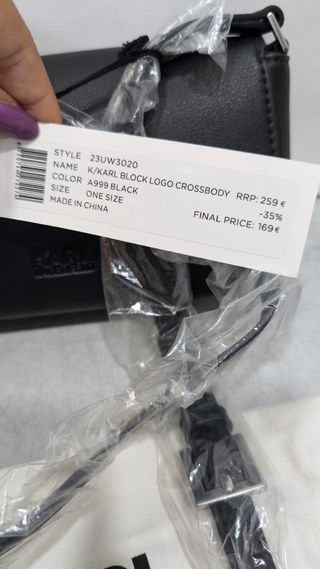 STYLE 23UW3020
NAME K/KARL BLOCK LOGO CROSSBODY RRP: 259 €
COLOR A999 BLACK -35%
SIZE ONE SIZE FINAL PRICE: 169 €
MADE IN CHINA
KARL